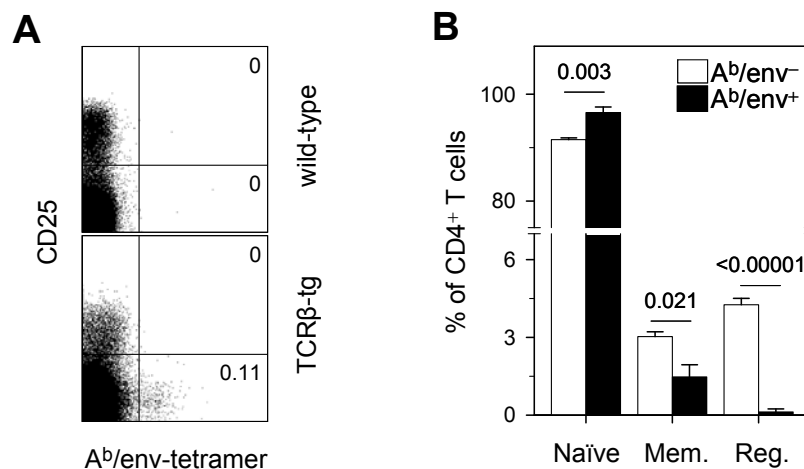 A
0
0
wild-type
CD25
0
0.11
TCRβ-tg
Aᵇ/env-tetramer
B
Aᵇ/env⁻
Aᵇ/env⁺
0.003
100
80
6
3
0
% of CD4⁺ T cells
0.021
<0.00001
Naïve Mem. Reg.